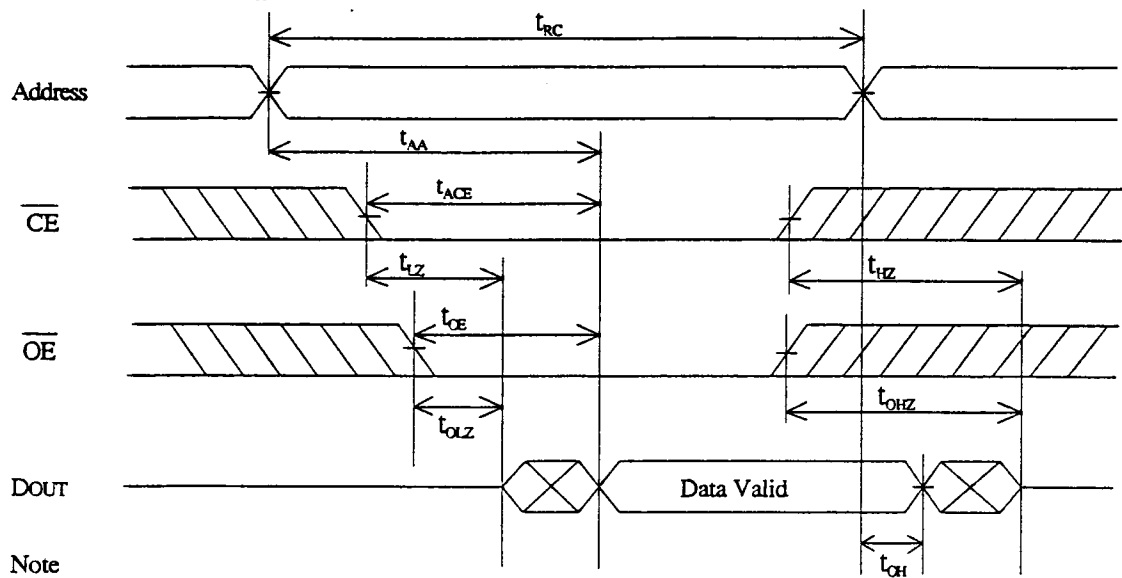 tRC
Address
tAA
tACE
CE
tLZ
tHZ
tOE
OE
tOHZ
tOLZ
DOUT
Data Valid
tOH
Note